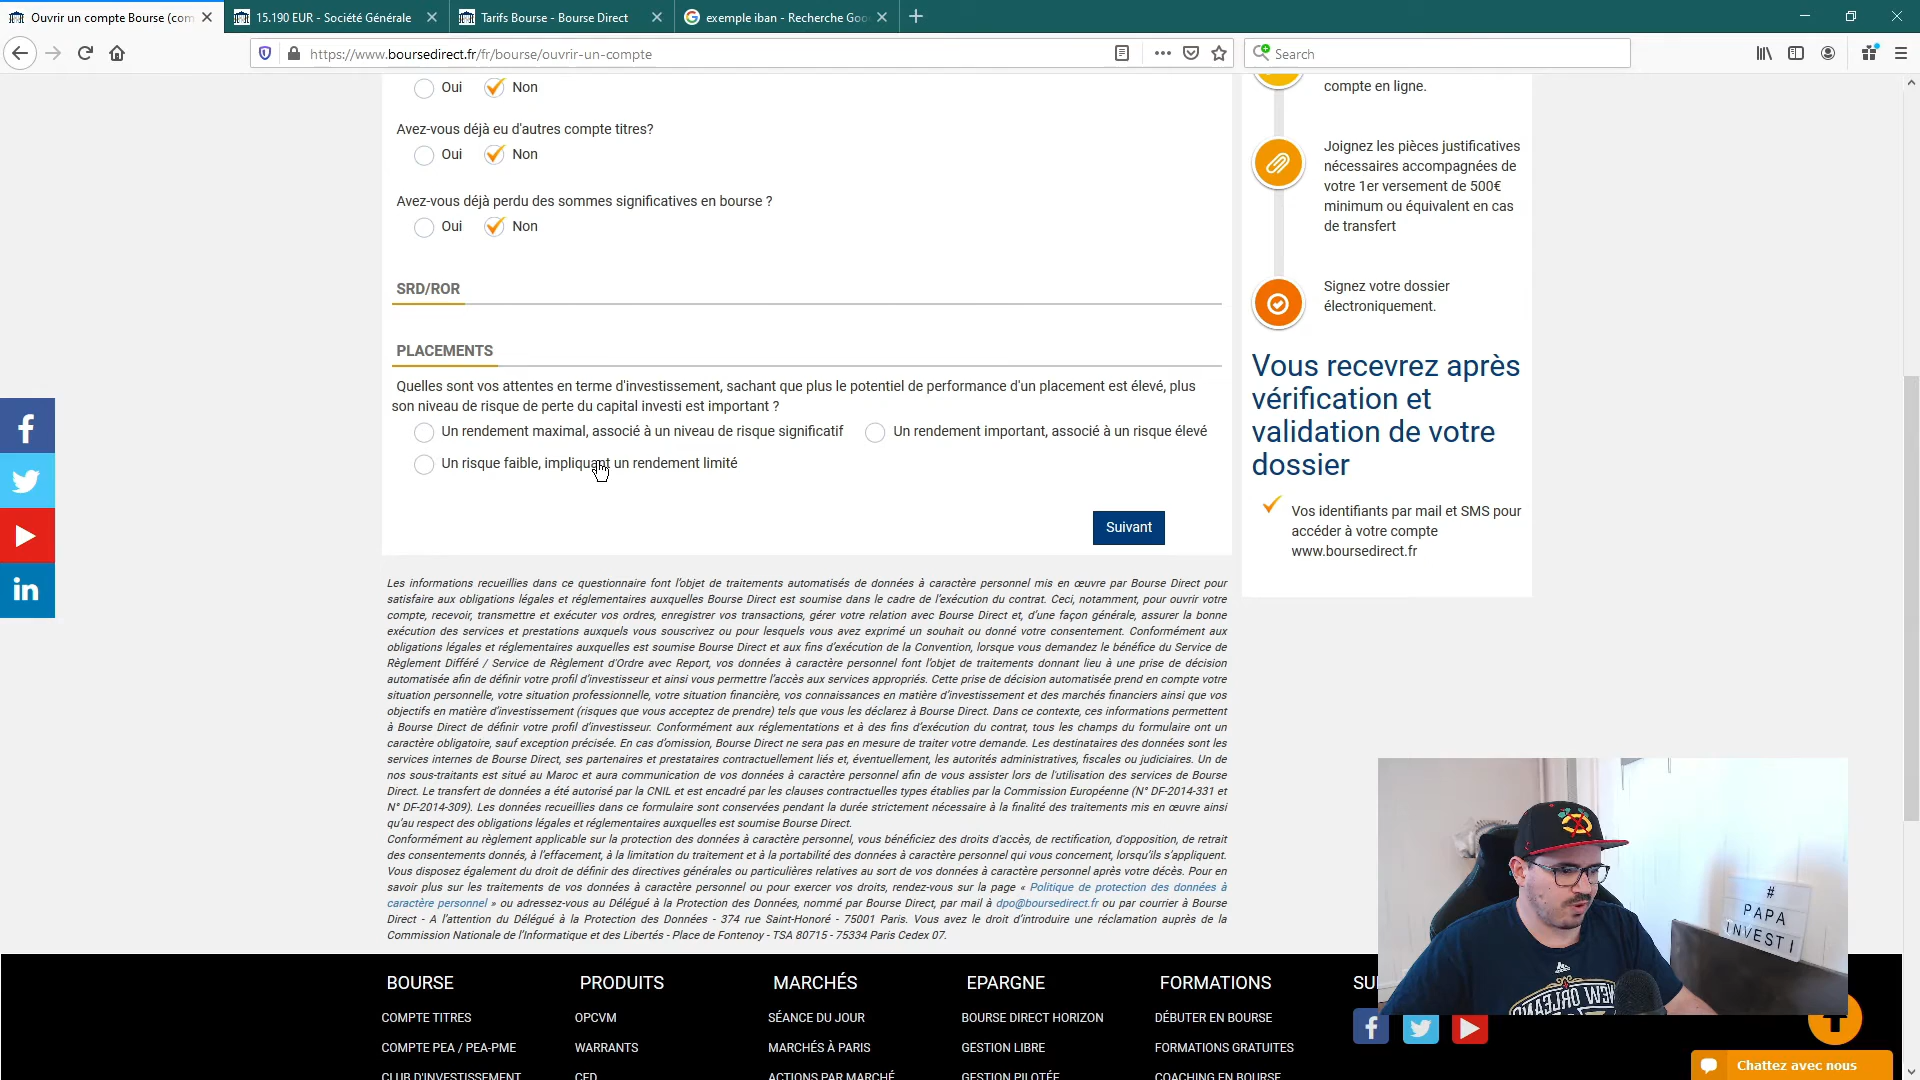 Ouvrir un compte Bourse (com
15.190 EUR - Société Générale
Tarifs Bourse - Bourse Direct
exemple iban - Recherche Goo
https://www.boursedirect.fr/fr/bourse/ouvrir-un-compte
Search
Oui
Non
Avez-vous déjà eu d'autres compte titres?
Oui
Non
Avez-vous déjà perdu des sommes significatives en bourse ?
Oui
Non
SRD/ROR
PLACEMENTS
Quelles sont vos attentes en terme d'investissement, sachant que plus le potentiel de performance d'un placement est élevé, plus
son niveau de risque de perte du capital investi est important ?
Un rendement maximal, associé à un niveau de risque significatif
Un rendement important, associé à un risque élevé
Un risque faible, impliquant un rendement limité
Suivant
compte en ligne.
Joignez les pièces justificatives
nécessaires accompagnées de
votre 1er versement de 500€
minimum ou équivalent en cas
de transfert
Signez votre dossier
électroniquement.
Vous recevrez après
vérification et
validation de votre
dossier
Vos identifiants par mail et SMS pour
accéder à votre compte
www.boursedirect.fr
Les informations recueillies dans ce questionnaire font l'objet de traitements automatisés de données à caractère personnel mis en œuvre par Bourse Direct pour
satisfaire aux obligations légales et réglementaires auxquelles Bourse Direct est soumise dans le cadre de l'exécution du contrat. Ceci, notamment, pour ouvrir votre
compte, recevoir, transmettre et exécuter vos ordres, enregistrer vos transactions, gérer votre relation avec Bourse Direct et, d'une façon générale, assurer la bonne
exécution des services et prestations auxquels vous souscrivez ou pour lesquels vous avez exprimé un souhait ou donné votre consentement. Conformément aux
obligations légales et réglementaires auxquelles est soumise Bourse Direct et aux fins d'exécution de la Convention, lorsque vous demandez le bénéfice du Service de
Règlement Différé / Service de Règlement d'Ordre avec Report, vos données à caractère personnel font l'objet de traitements donnant lieu à une prise de décision
automatisée afin de définir votre profil d'investisseur et ainsi vous permettre l'accès aux services appropriés. Cette prise de décision automatisée prend en compte votre
situation personnelle, votre situation professionnelle, votre situation financière, vos connaissances en matière d'investissement et des marchés financiers ainsi que vos
objectifs en matière d'investissement (risques que vous acceptez de prendre) tels que vous les déclarez à Bourse Direct. Dans ce contexte, ces informations permettent
à Bourse Direct de définir votre profil d'investisseur. Conformément aux réglementations et à des fins d'exécution du contrat, tous les champs du formulaire ont un
caractère obligatoire, sauf exception précisée. En cas d'omission, Bourse Direct ne sera pas en mesure de traiter votre demande. Les destinataires des données sont les
services internes de Bourse Direct, ses partenaires et prestataires contractuellement liés et, éventuellement, les autorités administratives, fiscales ou judiciaires. Un de
nos sous-traitants est situé au Maroc et aura communication de vos données à caractère personnel afin de vous assister lors de l'utilisation des services de Bourse
Direct. Le transfert de données a été autorisé par la CNIL et est encadré par les clauses contractuelles types établies par la Commission Européenne (N° DF-2014-331 et
N° DF-2014-309). Les données recueillies dans ce formulaire sont conservées pendant la durée strictement nécessaire à la finalité des traitements mis en œuvre ainsi
qu'au respect des obligations légales et réglementaires auxquelles est soumise Bourse Direct.
Conformément au règlement applicable sur la protection des données à caractère personnel, vous bénéficiez des droits d'accès, de rectification, d'opposition, de retrait
des consentements donnés, à l'effacement, à la limitation du traitement et à la portabilité des données à caractère personnel qui vous concernent, lorsqu'ils s'appliquent.
Vous disposez également du droit de définir des directives générales ou particulières relatives au sort de vos données à caractère personnel après votre décès. Pour en
savoir plus sur les traitements de vos données à caractère personnel ou pour exercer vos droits, rendez-vous sur la page « Politique de protection des données à
caractère personnel » ou adressez-vous au Délégué à la Protection des Données, nommé par Bourse Direct, par mail à dpo@boursedirect.fr ou par courrier à Bourse
Direct - A l'attention du Délégué à la Protection des Données - 374 rue Saint-Honoré - 75001 Paris. Vous avez le droit d'introduire une réclamation auprès de la
Commission Nationale de l'Informatique et des Libertés - Place de Fontenoy - TSA 80715 - 75334 Paris Cedex 07.
#
PAPA
INVEST I
NEW ORLEANS
BOURSE
PRODUITS
MARCHÉS
EPARGNE
FORMATIONS
SU
COMPTE TITRES
OPCVM
SÉANCE DU JOUR
BOURSE DIRECT HORIZON
DÉBUTER EN BOURSE
COMPTE PEA / PEA-PME
WARRANTS
MARCHÉS À PARIS
GESTION LIBRE
FORMATIONS GRATUITES
CLUB D'INVESTISSEMENT
CFD
ACTIONS PAR MARCHÉ
GESTION PILOTÉE
COACHING EN BOURSE
Chattez avec nous